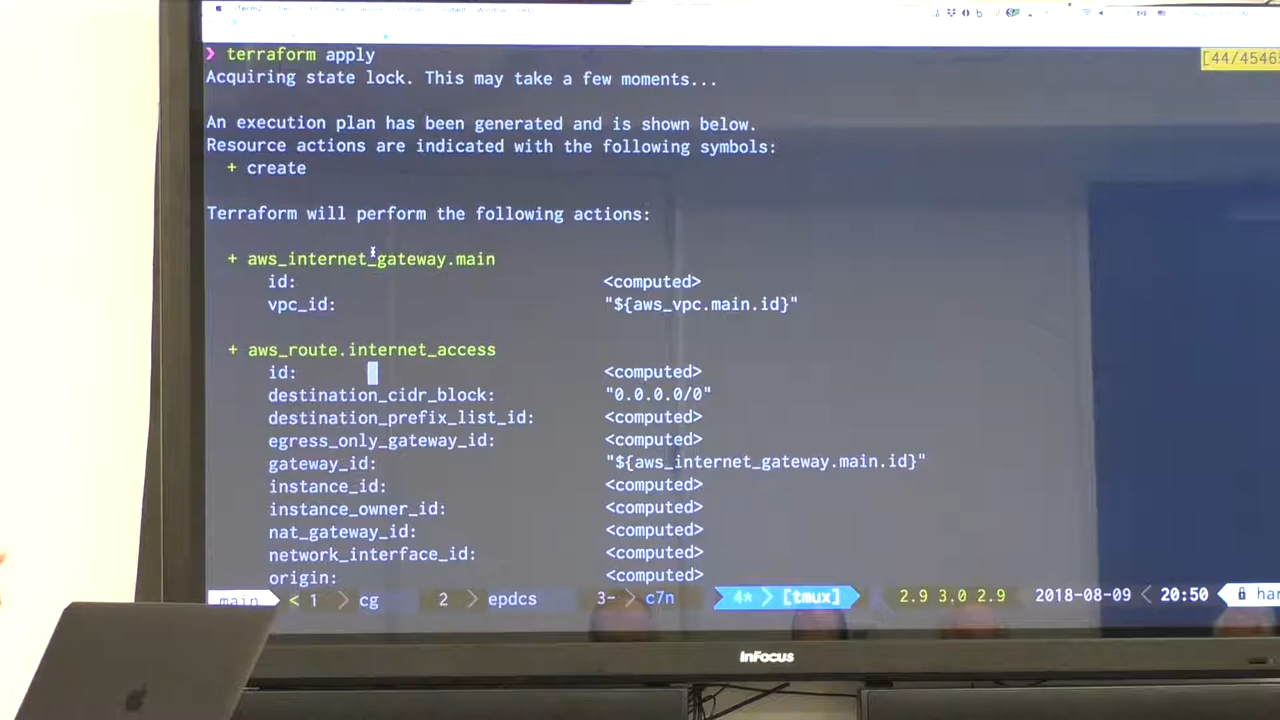 ❯ terraform apply
[44/4546
Acquiring state lock. This may take a few moments...
An execution plan has been generated and is shown below.
Resource actions are indicated with the following symbols:
+ create
Terraform will perform the following actions:
+ aws_internet_gateway.main
id: <computed>
vpc_id: "${aws_vpc.main.id}"
+ aws_route.internet_access
id: <computed>
destination_cidr_block: "0.0.0.0/0"
destination_prefix_list_id: <computed>
egress_only_gateway_id: <computed>
gateway_id: "${aws_internet_gateway.main.id}"
instance_id: <computed>
instance_owner_id: <computed>
nat_gateway_id: <computed>
network_interface_id: <computed>
origin: <computed>
main < 1 > cg 2 > epdcs 3- > c7n 4* > [tmux] 2.9 3.0 2.9 2018-08-09 < 20:50 har
InFocus